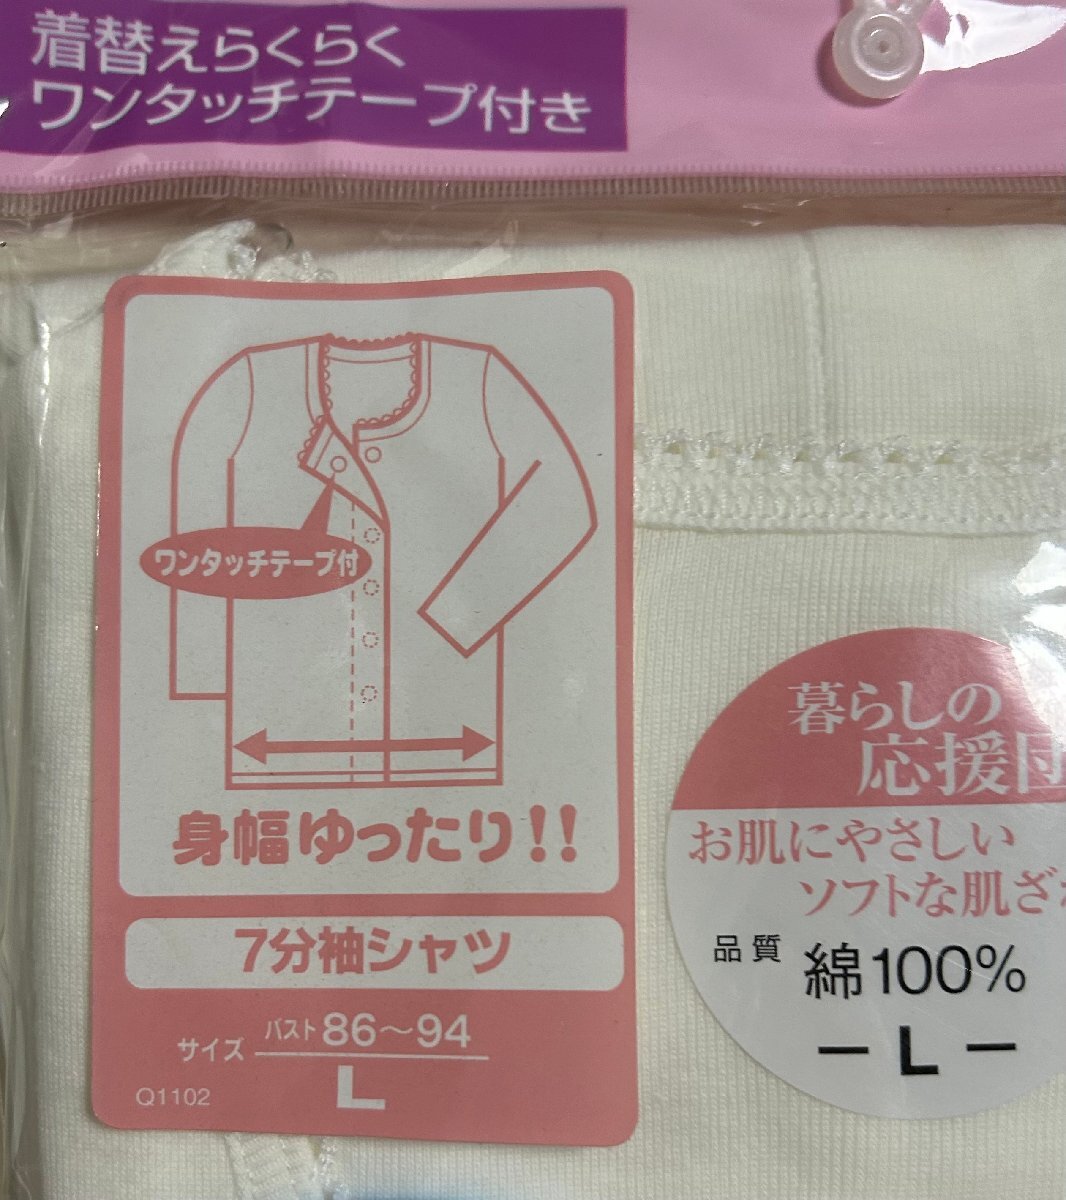 着替えらくらく
ワンタッチテープ付き
ワンタッチテープ付
身幅ゆったり!!
7分袖シャツ
サイズ バスト86〜94
L
Q1102
暮らしの
応援団
お肌にやさしい
ソフトな肌ざ
品質 綿100%
－L－